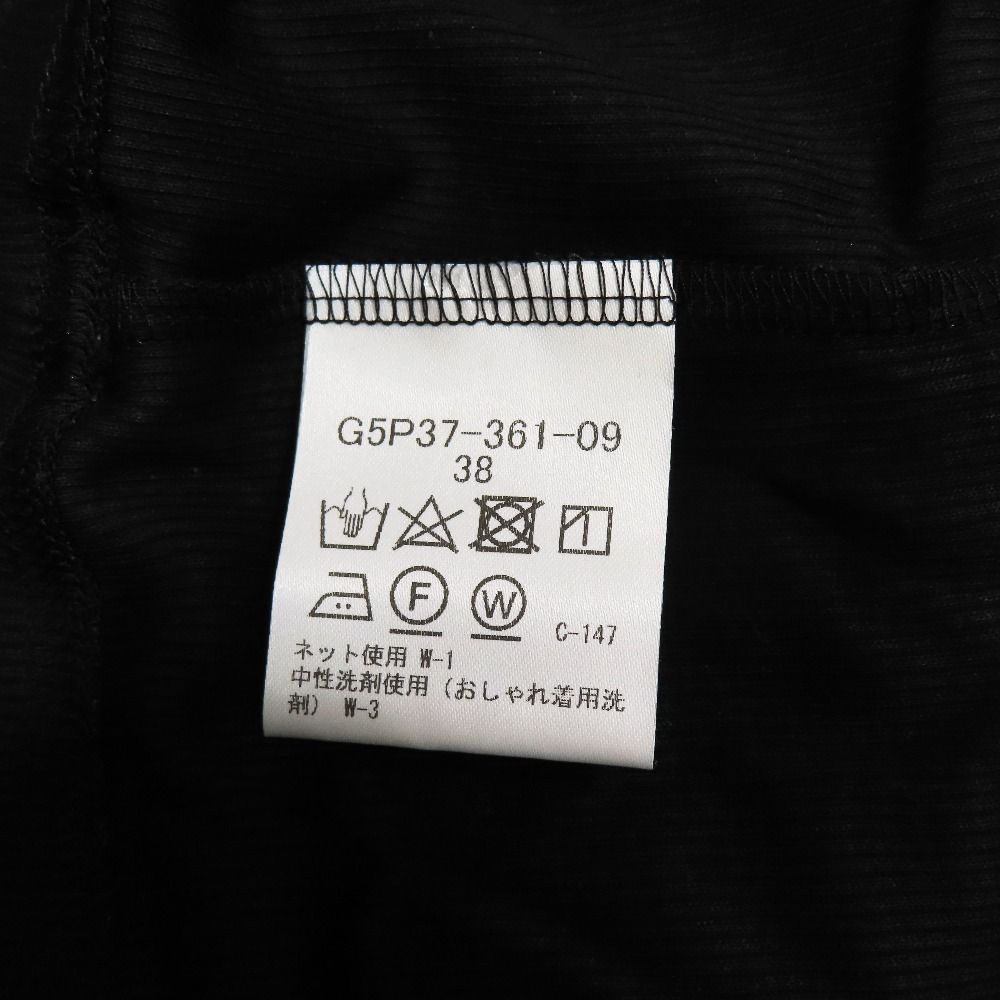 G5P37-361-09
38
F W C-147
ネット使用 W-1
中性洗剤使用（おしゃれ着用洗
剤） W-3